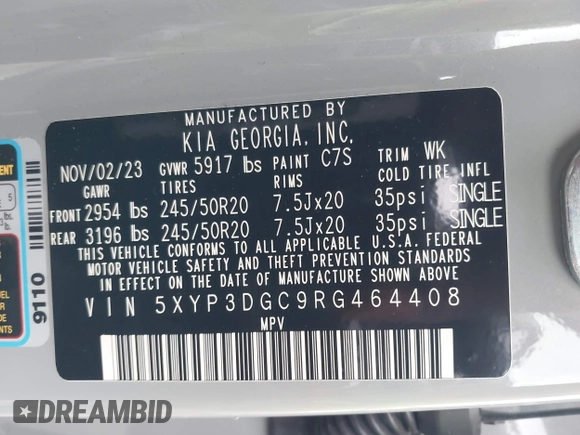 MANUFACTURED BY
KIA GEORGIA, INC.
NOV/02/23 GVWR 5917 lbs PAINT C7S TRIM WK
GAWR TIRES RIMS COLD TIRE INFL
FRONT 2954 lbs 245/50R20 7.5Jx20 35psi SINGLE
REAR 3196 lbs 245/50R20 7.5Jx20 35psi SINGLE
THIS VEHICLE CONFORMS TO ALL APPLICABLE U.S.A. FEDERAL
MOTOR VEHICLE SAFETY AND THEFT PREVENTION STANDARDS
IN EFFECT ON THE DATE OF MANUFACTURE SHOWN ABOVE.
VIN 5XYP3DGC9RG464408
MPV
9110
DREAMBID